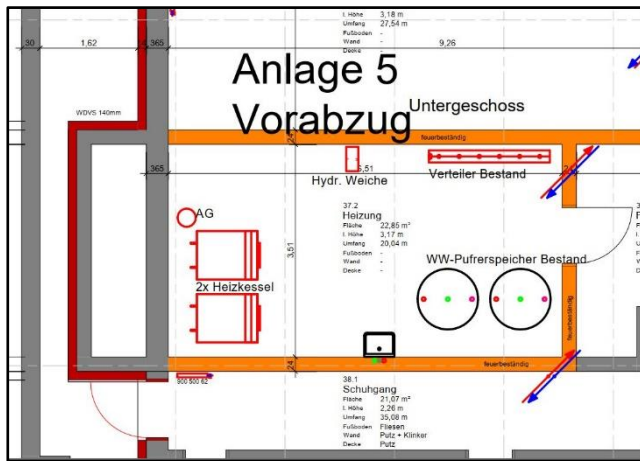 I. Höhe 3,18 m
Umfang 27,54 m
Fußboden -
Wand -
Decke -
30
1,62
365
9,26
Anlage 5
Vorabzug
WDVS 140mm
Untergeschoss
24
feuerbeständig
365
6,51
Hydr. Weiche
Verteiler Bestand
AG
37.2
Heizung
Fläche 22,85 m²
I. Höhe 3,17 m
Umfang 20,04 m
Fußboden -
Wand -
Decke -
3,51
WW-Pufrerspeicher Bestand
2x Heizkessel
feuerbeständig
24
feuerbeständig
900 500 62
38.1
Schuhgang
Fläche 21,07 m²
I. Höhe 2,26 m
Umfang 35,08 m
Fußboden Fliesen
Wand Putz + Klinker
Decke Putz